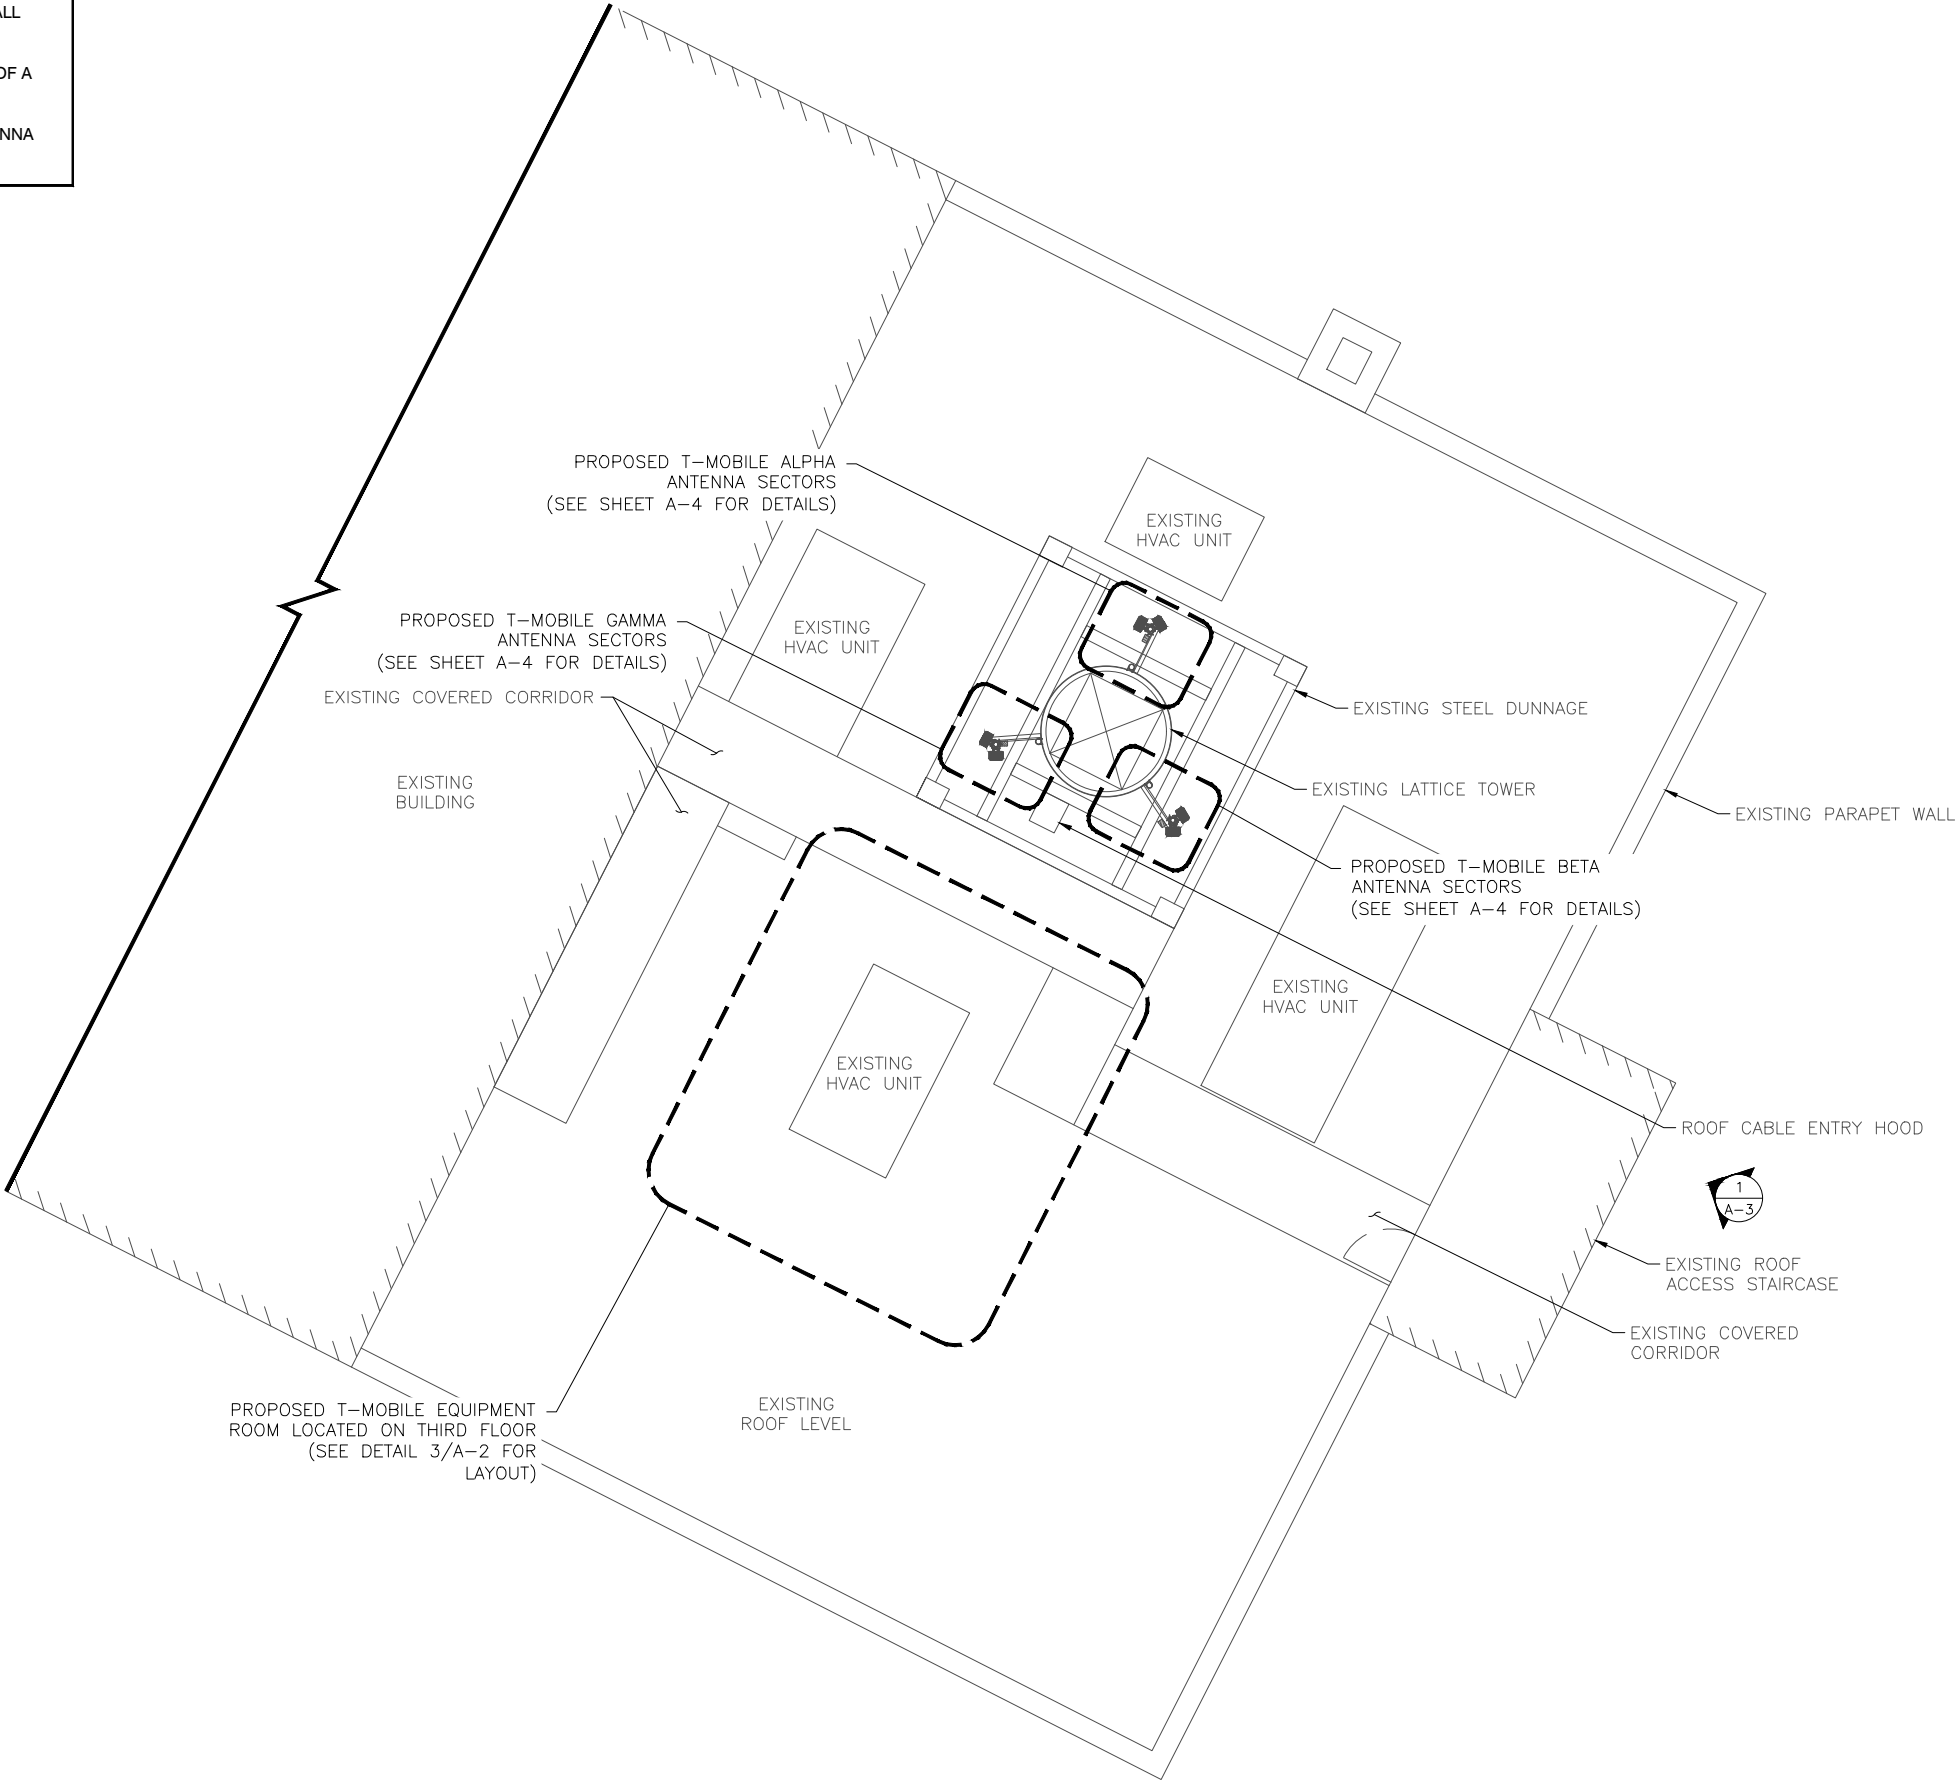 OF A
PROPOSED T-MOBILE ALPHA
ANTENNA SECTORS
(SEE SHEET A-4 FOR DETAILS)
EXISTING
HVAC UNIT
PROPOSED T-MOBILE GAMMA
ANTENNA SECTORS
(SEE SHEET A-4 FOR DETAILS)
EXISTING
HVAC UNIT
EXISTING COVERED CORRIDOR
EXISTING STEEL DUNNAGE
EXISTING
BUILDING
EXISTING LATTICE TOWER
EXISTING PARAPET WALL
PROPOSED T-MOBILE BETA
ANTENNA SECTORS
(SEE SHEET A-4 FOR DETAILS)
EXISTING
HVAC UNIT
EXISTING
HVAC UNIT
ROOF CABLE ENTRY HOOD
1
A-3
EXISTING ROOF
ACCESS STAIRCASE
EXISTING COVERED
CORRIDOR
PROPOSED T-MOBILE EQUIPMENT
ROOM LOCATED ON THIRD FLOOR
(SEE DETAIL 3/A-2 FOR
LAYOUT)
EXISTING
ROOF LEVEL